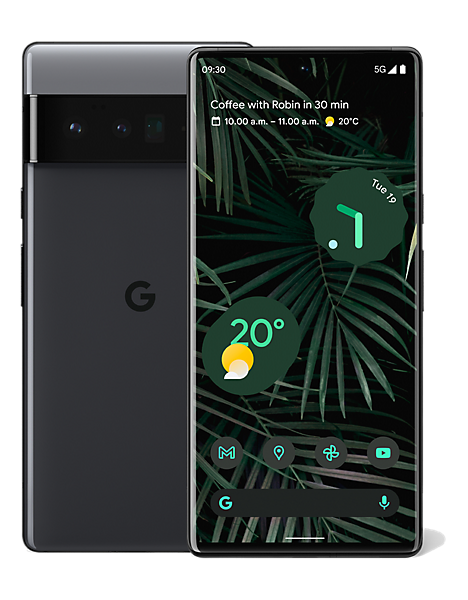 09:30
5G
Coffee with Robin in 30 min
10.00 a.m. – 11.00 a.m. 20°C
Tue 19
20°
G
G